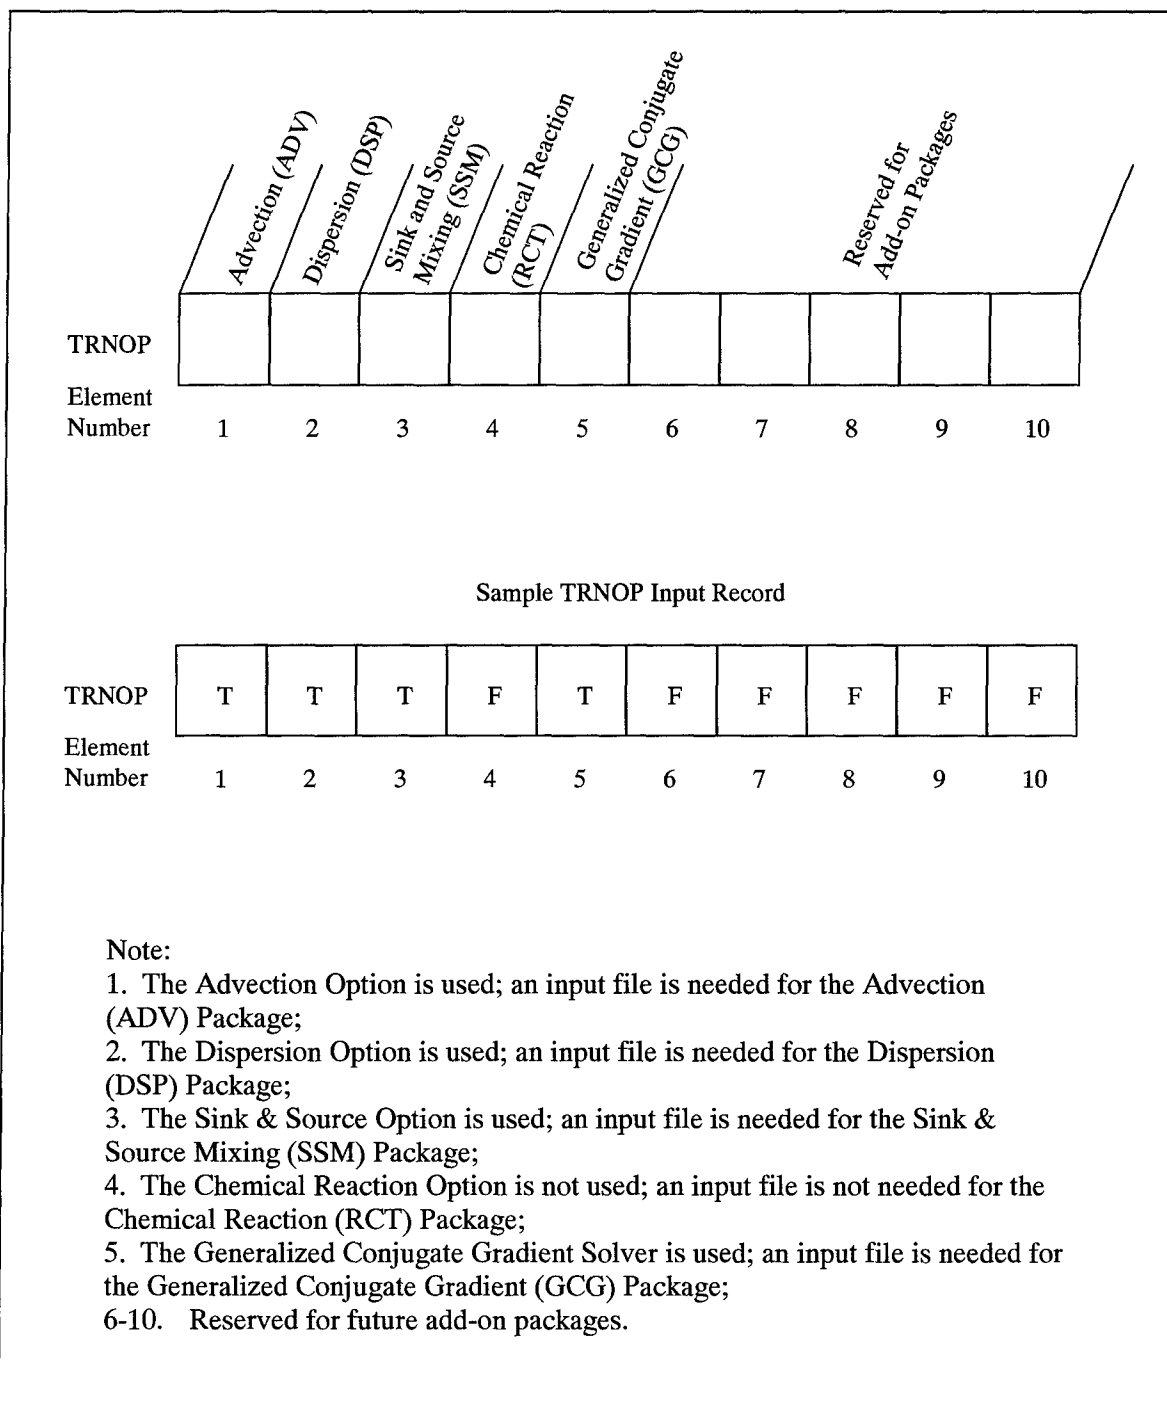 Advection (ADV)
Dispersion (DSP)
Sink and Source
Mixing (SSM)
Chemical Reaction
(RCT)
Generalized Conjugate
Gradient (GCG)
Reserved for
Add-on Packages
TRNOP
Element
Number 1 2 3 4 5 6 7 8 9 10
Sample TRNOP Input Record
TRNOP T T T F T F F F F F
Element
Number 1 2 3 4 5 6 7 8 9 10
Note:
1. The Advection Option is used; an input file is needed for the Advection
(ADV) Package;
2. The Dispersion Option is used; an input file is needed for the Dispersion
(DSP) Package;
3. The Sink & Source Option is used; an input file is needed for the Sink &
Source Mixing (SSM) Package;
4. The Chemical Reaction Option is not used; an input file is not needed for the
Chemical Reaction (RCT) Package;
5. The Generalized Conjugate Gradient Solver is used; an input file is needed for
the Generalized Conjugate Gradient (GCG) Package;
6-10. Reserved for future add-on packages.